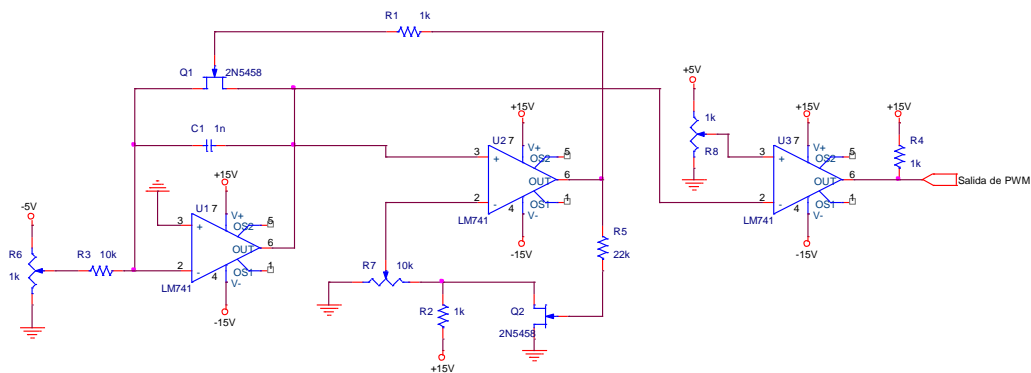 R1 1k
Q1 2N5458
C1 1n
+15V
U1 7
3 + V+
OS2 5
OUT 6
2 - OS1 1
4 V-
LM741
-15V
-5V
R6
1k
R3 10k
+15V
U2 7
3 + V+
OS2 5
OUT 6
2 - OS1 1
4 V-
LM741
-15V
R5
22k
R7 10k
R2 1k
+15V
Q2
2N5458
+5V
1k
R8
+15V
U3 7
3 + V+
OS2 5
OUT 6
2 - OS1 1
4 V-
LM741
-15V
+15V
R4
1k
Salida de PWM